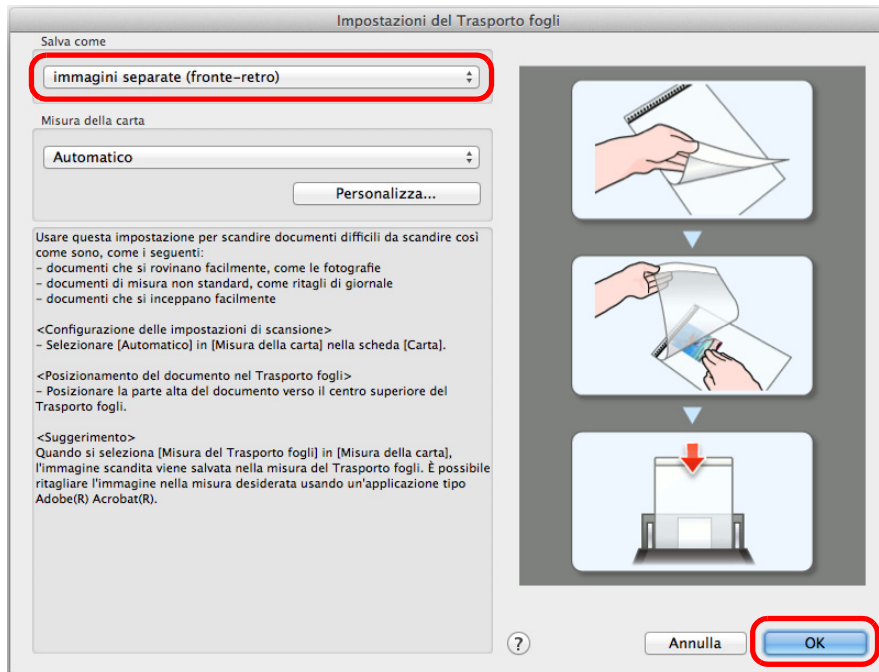 Impostazioni del Trasporto fogli
Salva come
immagini separate (fronte-retro)
Misura della carta
Automatico
Personalizza...
Usare questa impostazione per scandire documenti difficili da scandire così
come sono, come i seguenti:
– documenti che si rovinano facilmente, come le fotografie
– documenti di misura non standard, come ritagli di giornale
– documenti che si inceppano facilmente
<Configurazione delle impostazioni di scansione>
– Selezionare [Automatico] in [Misura della carta] nella scheda [Carta].
<Posizionamento del documento nel Trasporto fogli>
– Posizionare la parte alta del documento verso il centro superiore del
Trasporto fogli.
<Suggerimento>
Quando si seleziona [Misura del Trasporto fogli] in [Misura della carta],
l'immagine scandita viene salvata nella misura del Trasporto fogli. È possibile
ritagliare l'immagine nella misura desiderata usando un'applicazione tipo
Adobe(R) Acrobat(R).
?
Annulla
OK